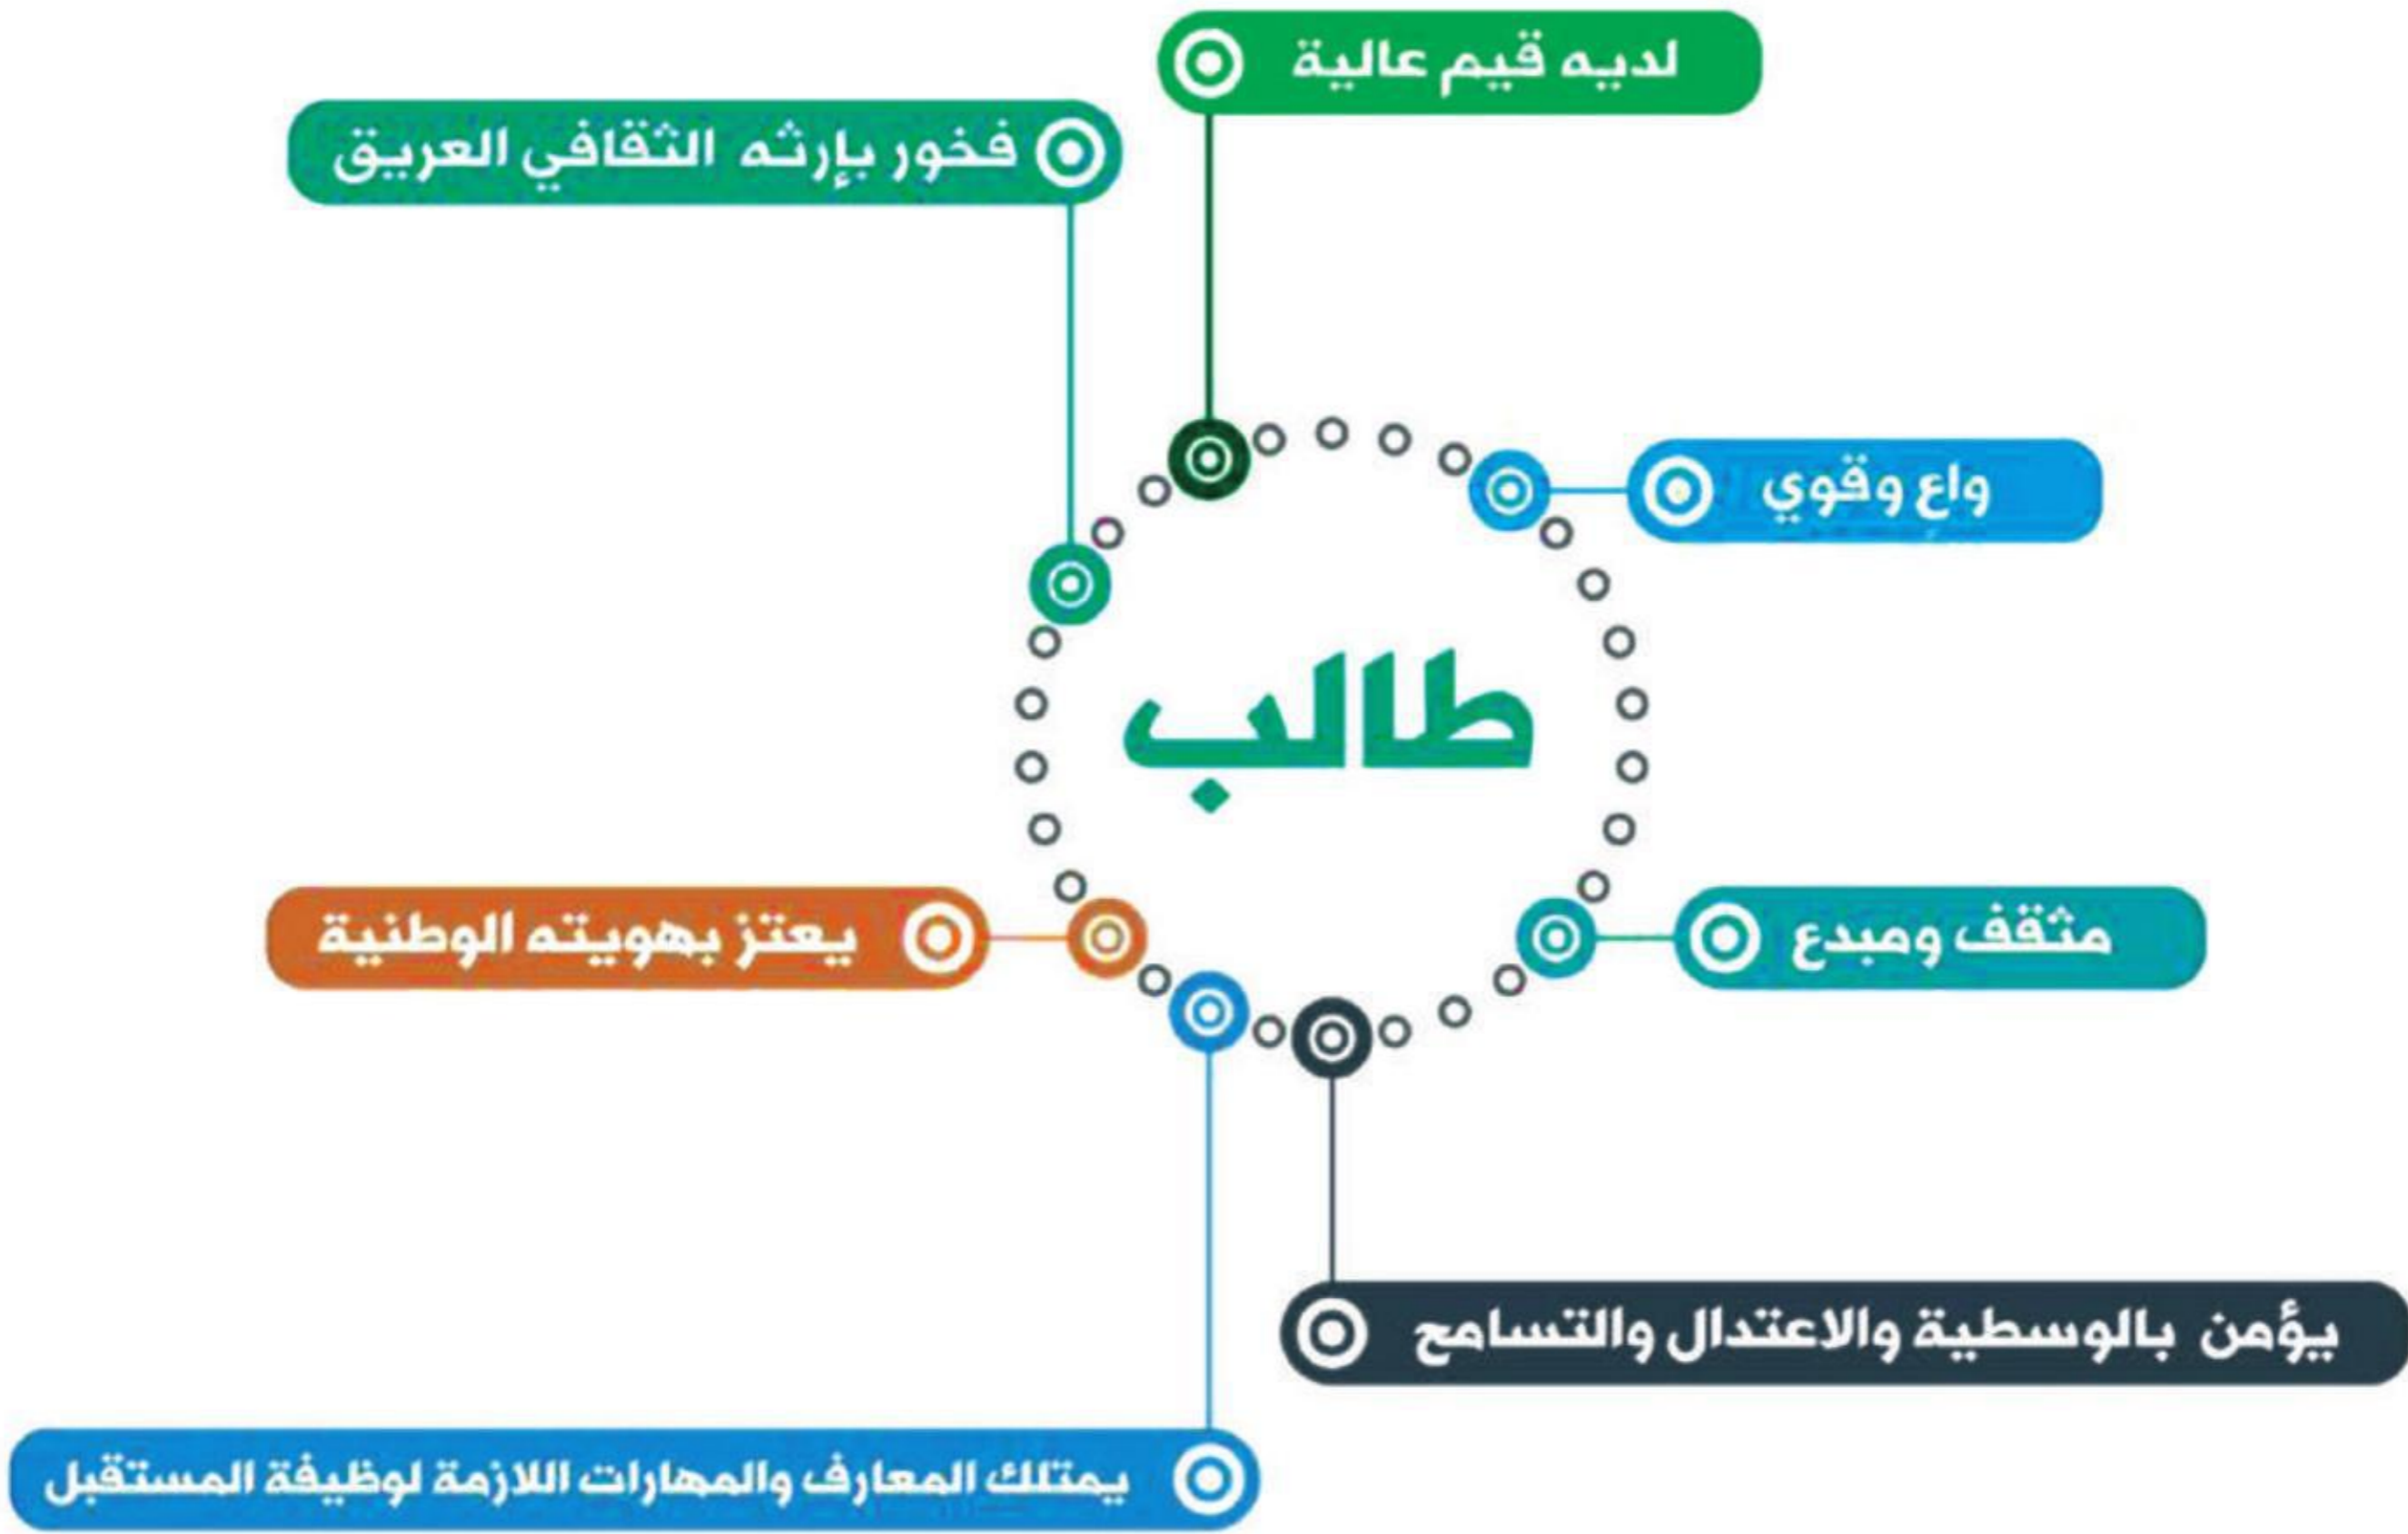 لديه قيم عالية
فخور بإرثه الثقافي العريق
واعٍ وقوي
طالب
يعتز بهويته الوطنية
مثقف ومبدع
يؤمن بالوسطية والاعتدال والتسامح
يمتلك المعارف والمهارات اللازمة لوظيفة المستقبل